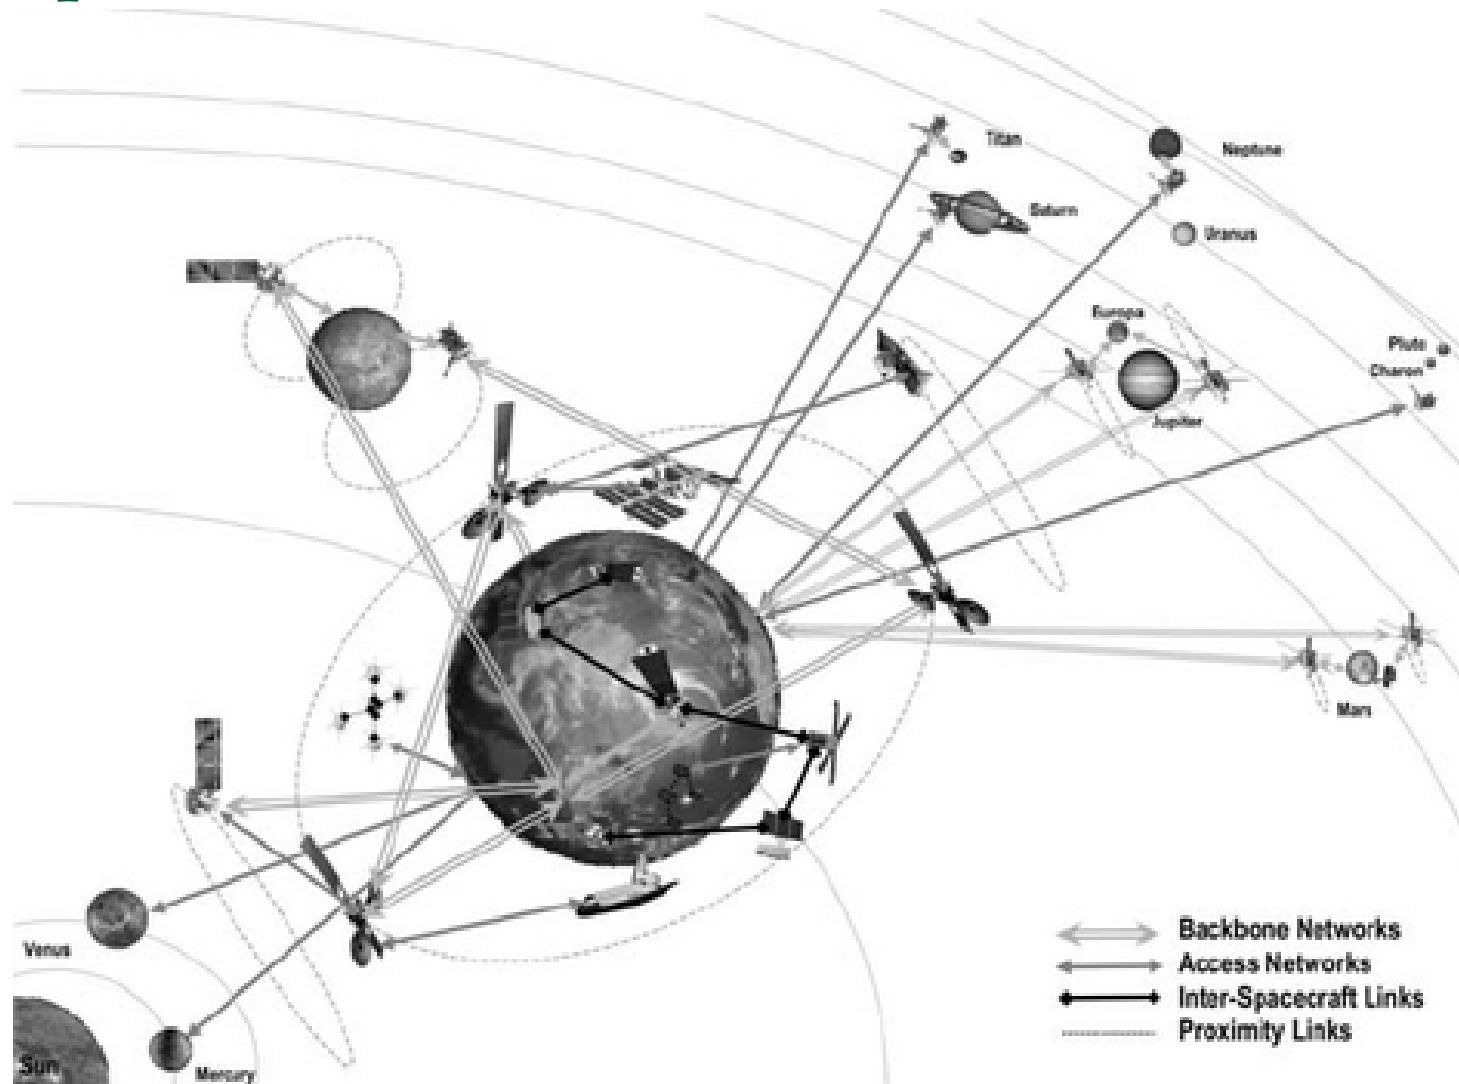 Titan
Neptune
Saturn
Uranus
Europa
Pluto
Charon
Jupiter
Mars
Venus
Backbone Networks
Access Networks
Inter-Spacecraft Links
Proximity Links
Sun
Mercury